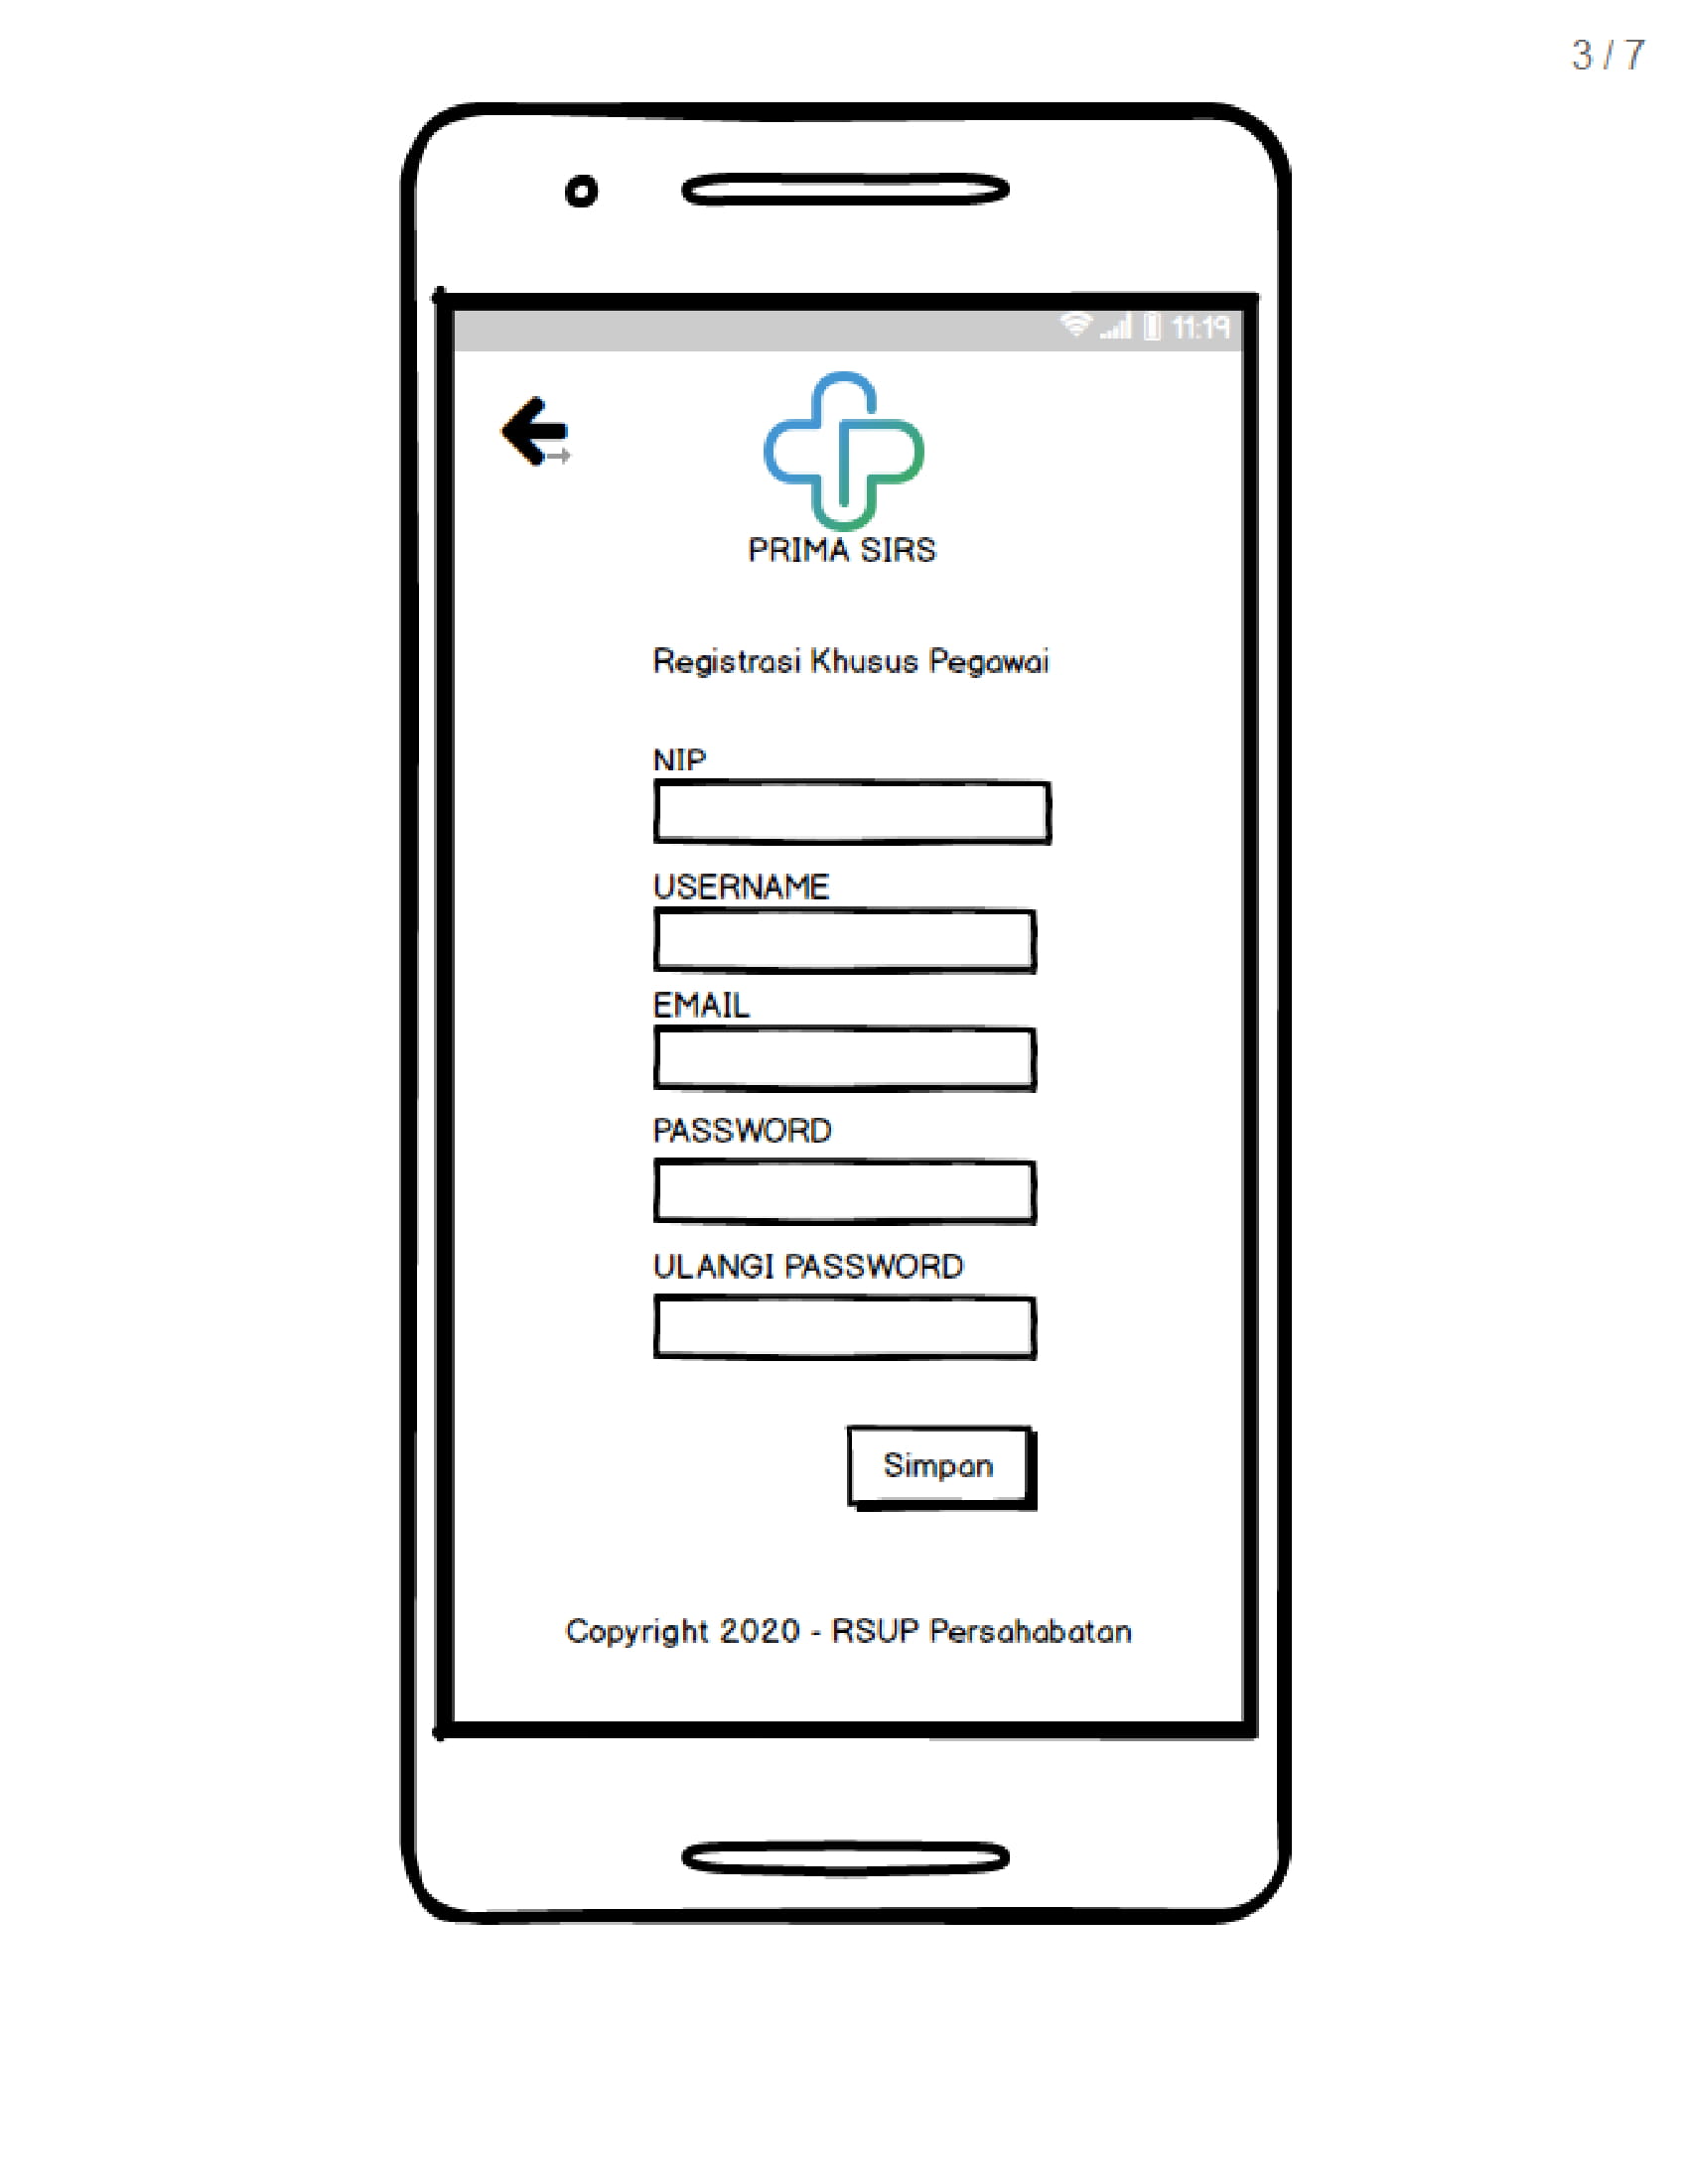 3 / 7
11:19
PRIMA SIRS
Registrasi Khusus Pegawai
NIP
USERNAME
EMAIL
PASSWORD
ULANGI PASSWORD
Simpan
Copyright 2020 - RSUP Persahabatan